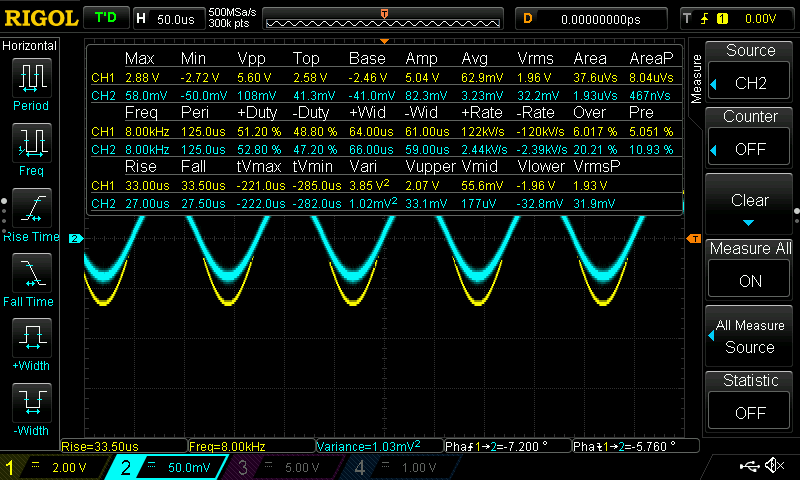 RIGOL T'D H 50.0us 500MSa/s 300k pts T D 0.00000000ps T 1 0.00V
Horizontal
Period
Freq
Rise Time
Fall Time
+Width
-Width
Max Min Vpp Top Base Amp Avg Vrms Area AreaP
CH1 2.88 V -2.72 V 5.60 V 2.58 V -2.46 V 5.04 V 62.9mV 1.96 V 37.6uVs 8.04uVs
CH2 58.0mV -50.0mV 108mV 41.3mV -41.0mV 82.3mV 3.23mV 32.2mV 1.93uVs 467nVs
Freq Peri +Duty -Duty +Wid -Wid +Rate -Rate Over Pre
CH1 8.00kHz 125.0us 51.20 % 48.80 % 64.00us 61.00us 122kV/s -120kV/s 6.017 % 5.051 %
CH2 8.00kHz 125.0us 52.80 % 47.20 % 66.00us 59.00us 2.44kV/s -2.39kV/s 20.21 % 10.93 %
Rise Fall tVmax tVmin Vari Vupper Vmid Vlower VrmsP
CH1 33.00us 33.50us -221.0us -285.0us 3.85 V² 2.07 V 55.6mV -1.96 V 1.93 V
CH2 27.00us 27.50us -222.0us -282.0us 1.02mV² 33.1mV 177uV -32.8mV 31.9mV
2
T
Measure
Source
CH2
Counter
OFF
Clear
Measure All
ON
All Measure
Source
Statistic
OFF
Rise=33.50us Freq=8.00kHz Variance=1.03mV² Pha1→2=-7.200 ° Pha1→2=-5.760 °
1 2.00 V 2 50.0mV 3 5.00 V 4 1.00 V